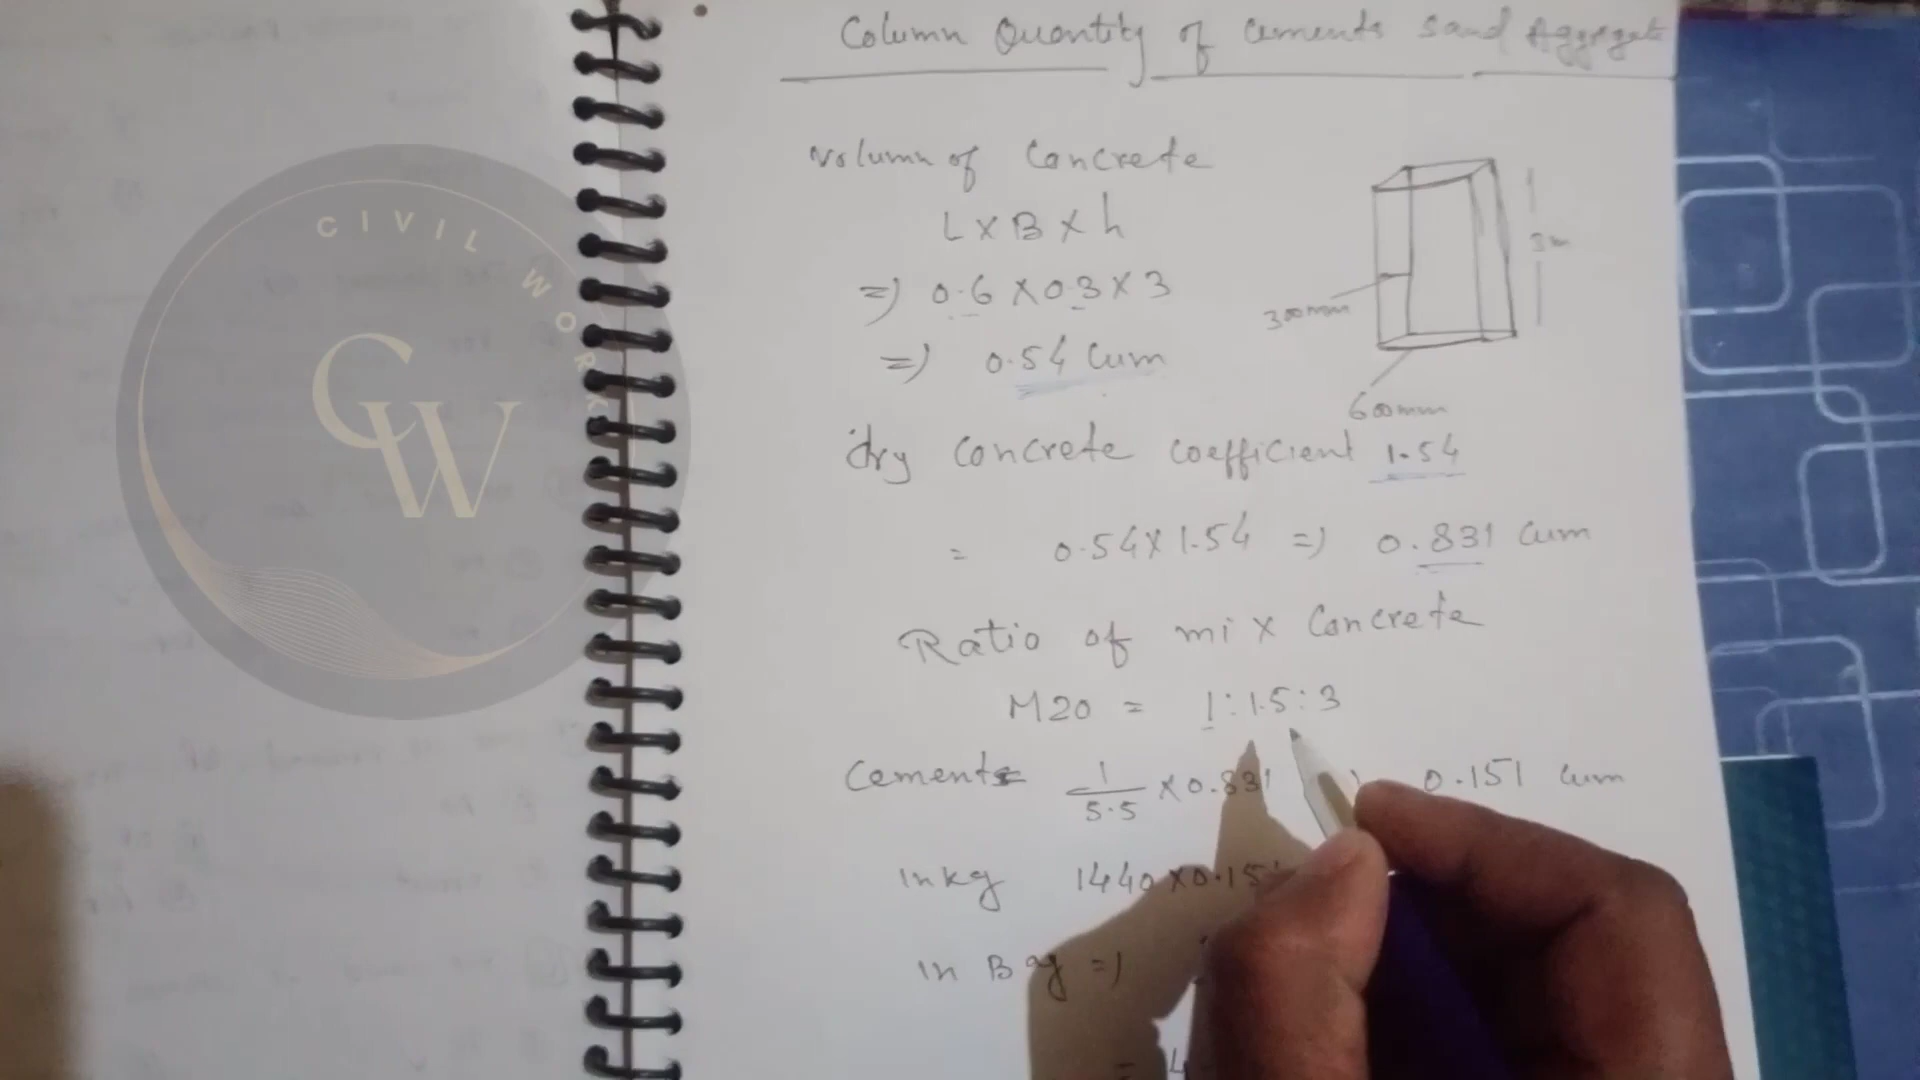 CIVIL WORK
CW
Column Quantity of Cements Sand Aggregate
Volumn of Concrete
L X B X h
=) 0.6 X 0.3 X 3
=) 0.54 Cum
3m
300mm
600mm
dry Concrete Coefficient 1.54
= 0.54 X 1.54 =) 0.831 Cum
Ratio of mix Concrete
M20 = 1:1.5:3
Cements 1/5.5 X 0.831 0.151 Cum
In kg 1440 X 0.151
In Bag =)